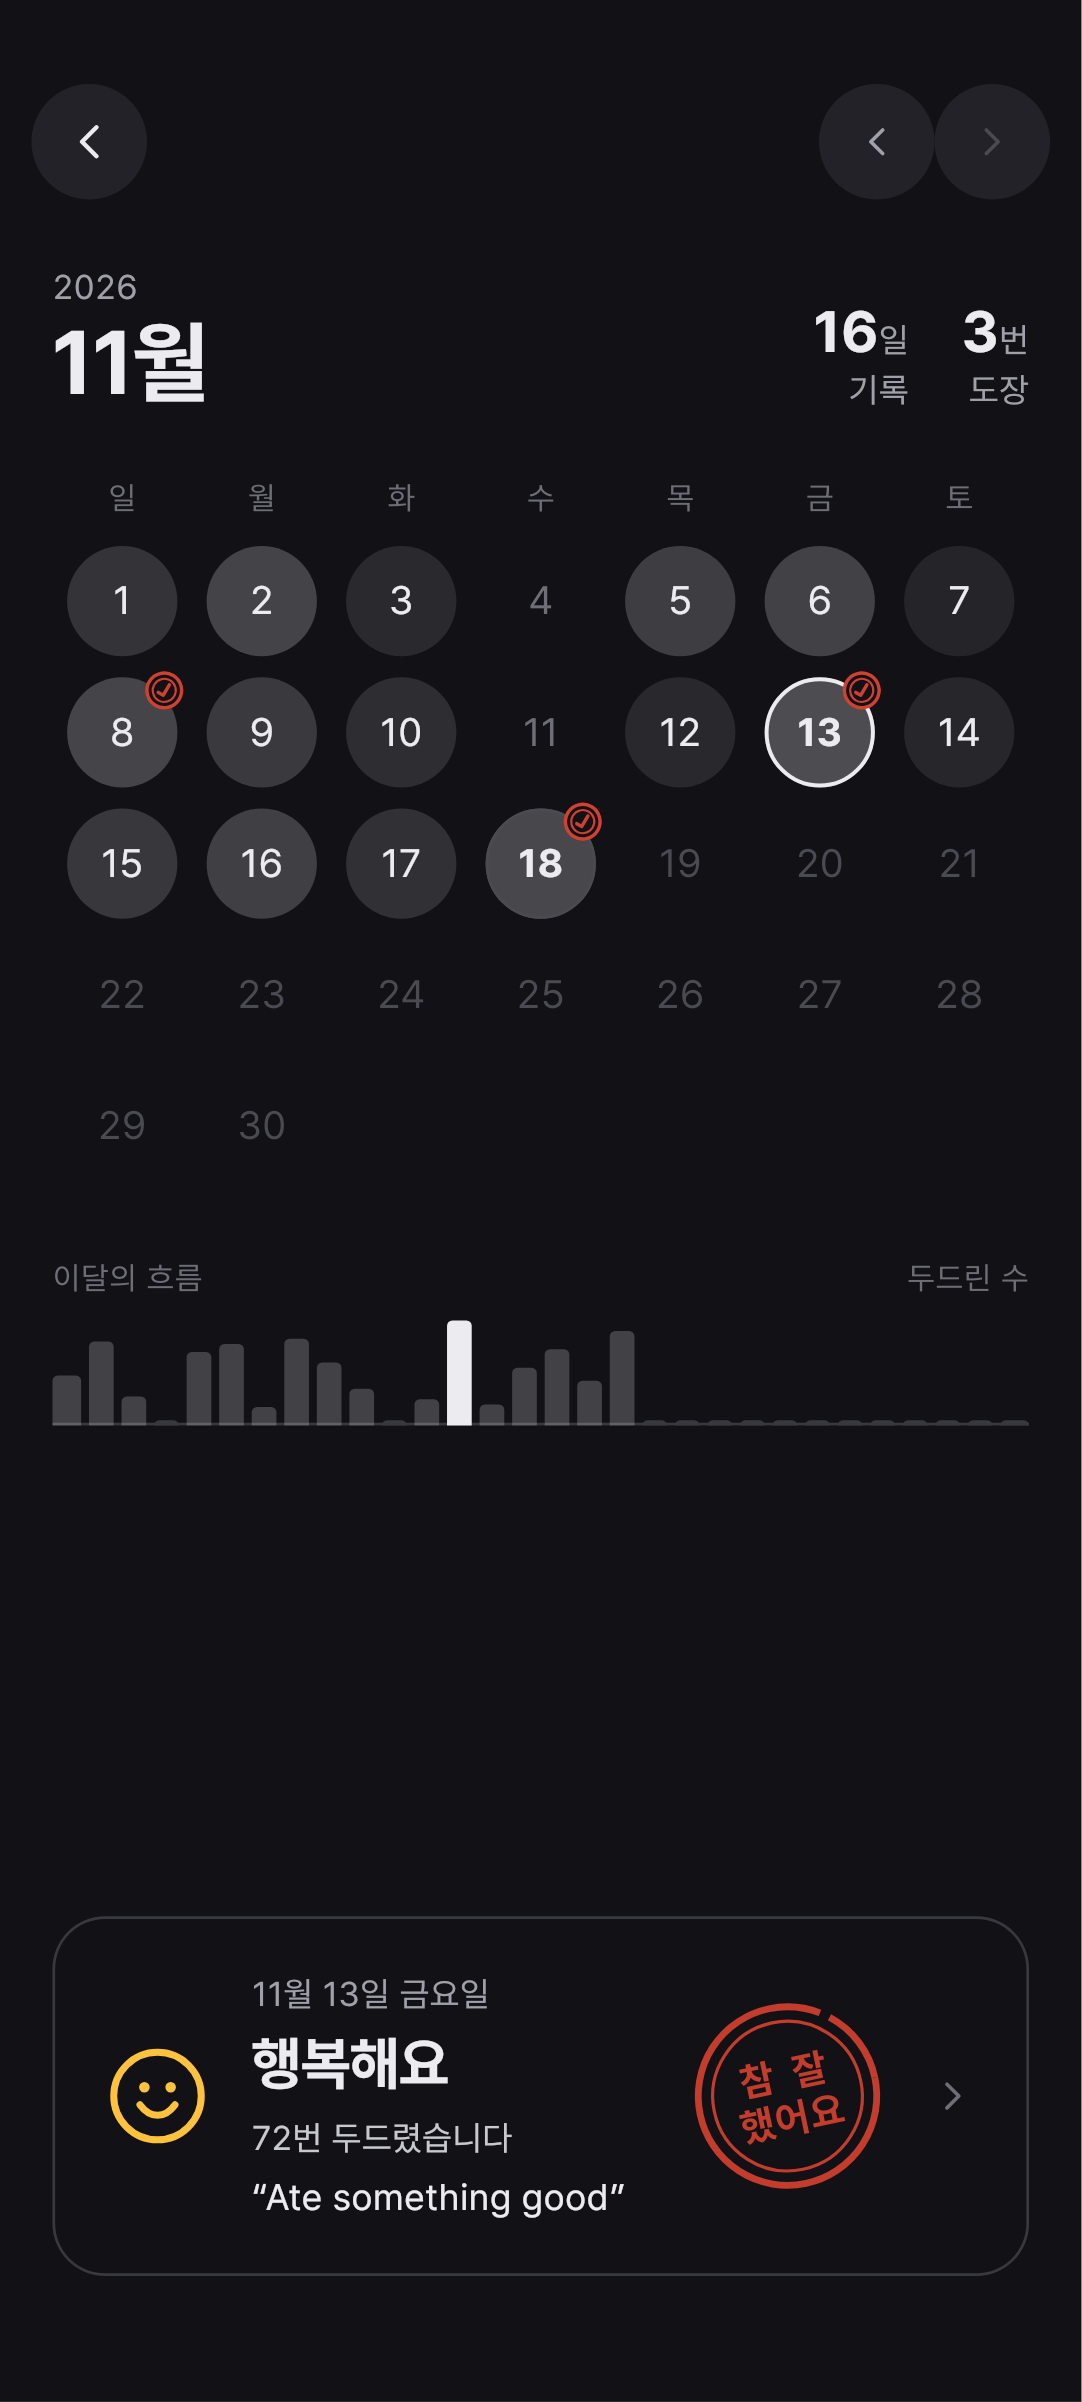 2026
11월
16일 3번
기록 도장
일 월 화 수 목 금 토
1 2 3 4 5 6 7
8 9 10 11 12 13 14
15 16 17 18 19 20 21
22 23 24 25 26 27 28
29 30
이달의 흐름 두드린 수
11월 13일 금요일
행복해요
72번 두드렸습니다
“Ate something good”
참 잘
했어요